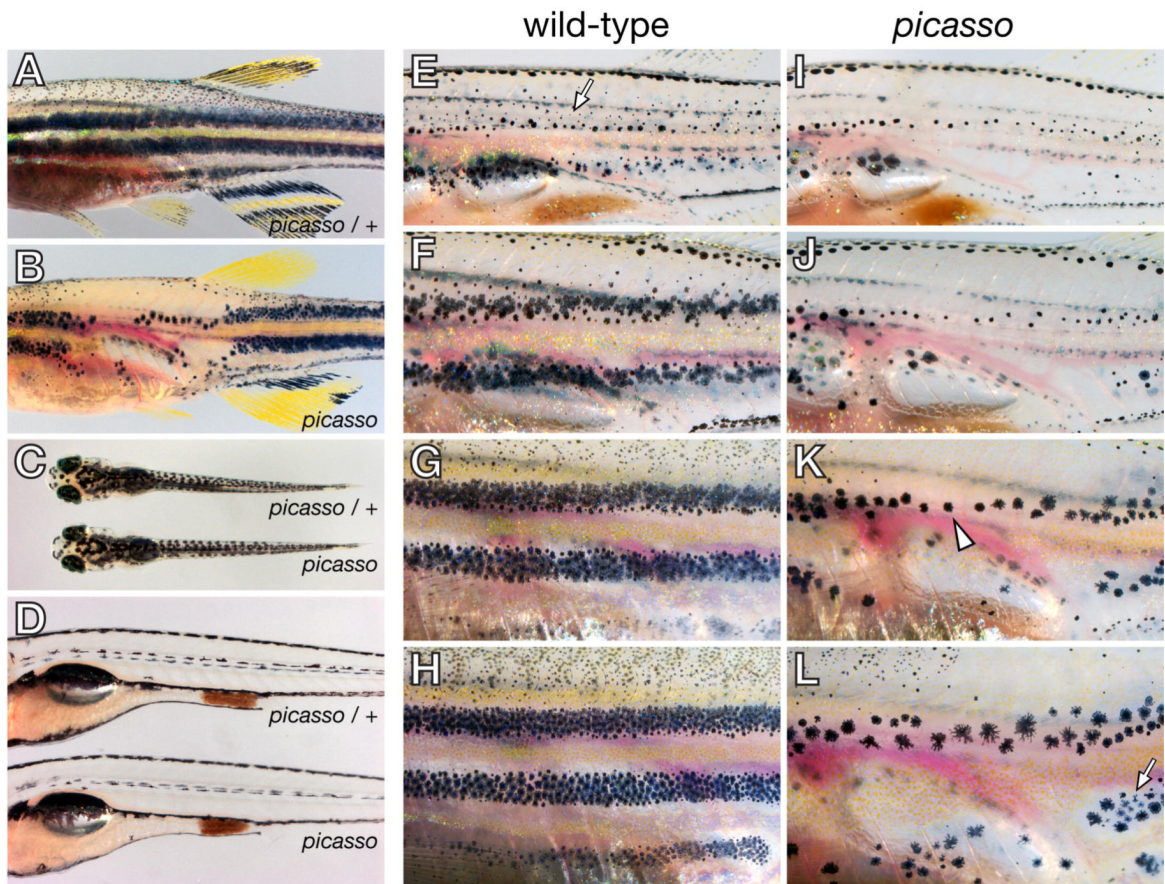 wild-type
picasso
A
picasso / +
B
picasso
C
picasso / +
picasso
D
picasso / +
picasso
E
F
G
H
I
J
K
L